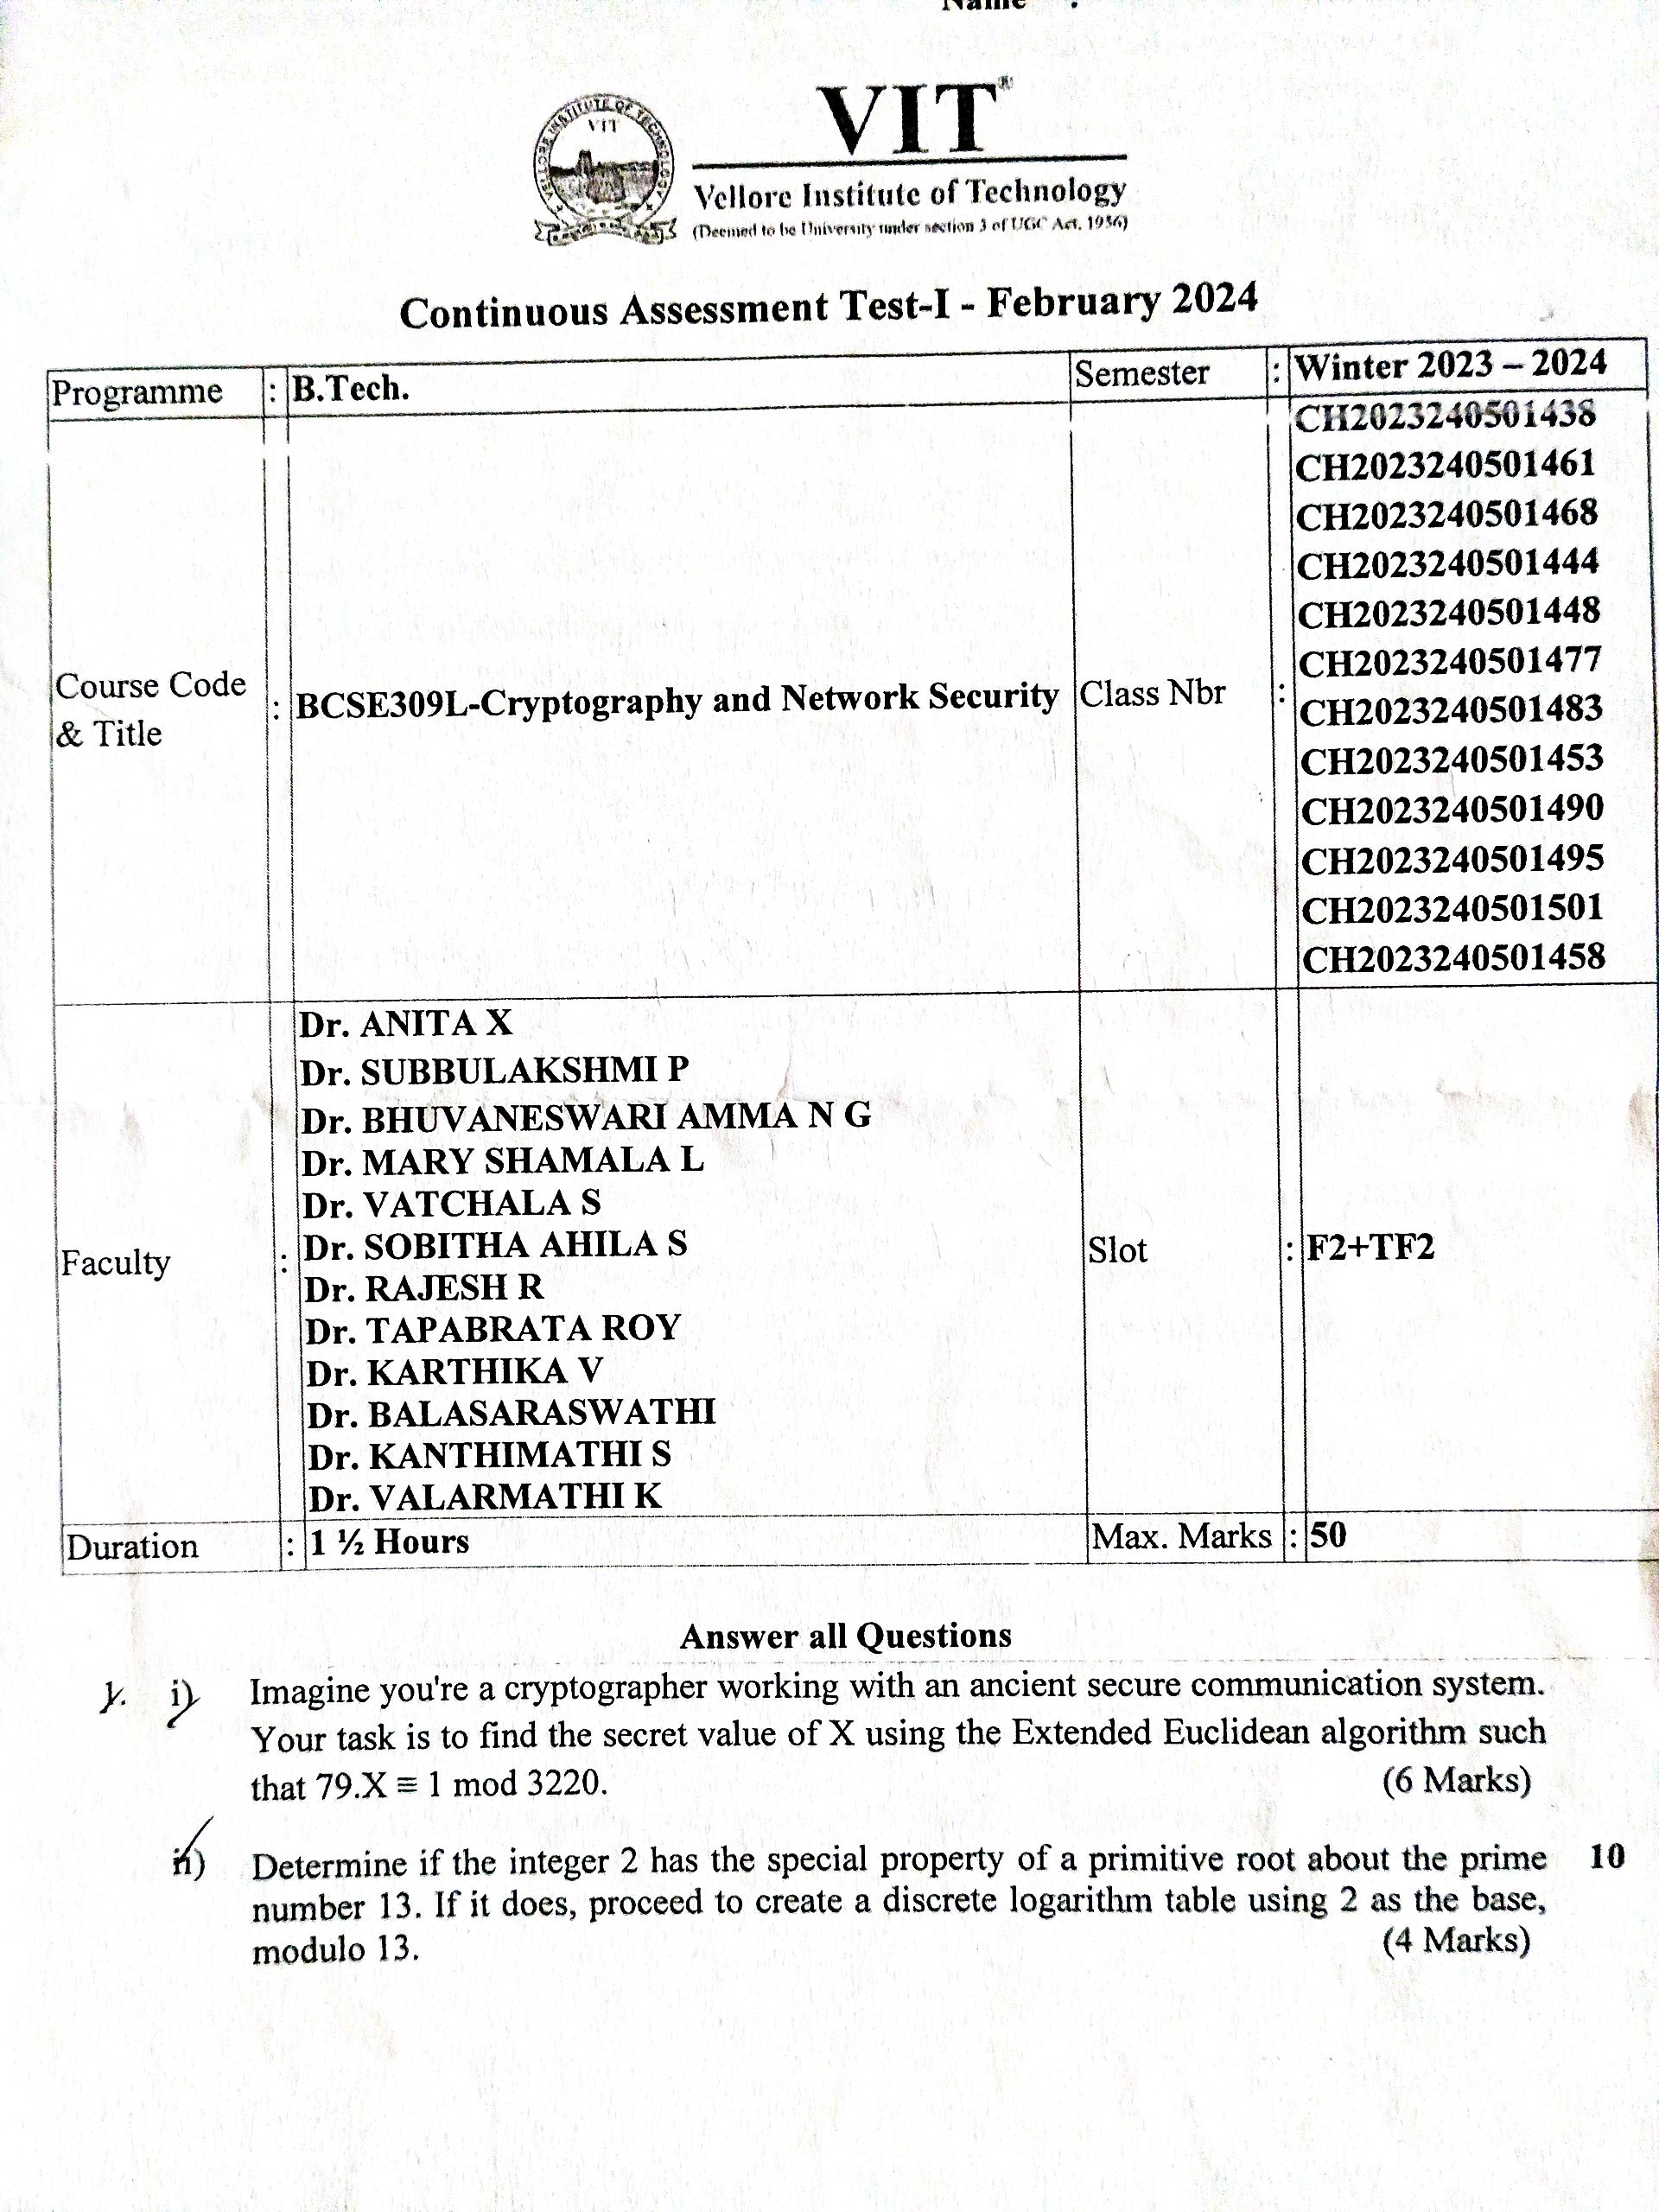 Name :
VIT®
VELLORE INSTITUTE OF TECHNOLOGY
VIT
Vellore Institute of Technology
(Deemed to be University under section 3 of UGC Act, 1956)
Continuous Assessment Test-I - February 2024
Programme : B.Tech. Semester : Winter 2023 – 2024
Course Code & Title : BCSE309L-Cryptography and Network Security Class Nbr :
CH2023240501438
CH2023240501461
CH2023240501468
CH2023240501444
CH2023240501448
CH2023240501477
CH2023240501483
CH2023240501453
CH2023240501490
CH2023240501495
CH2023240501501
CH2023240501458
Faculty :
Dr. ANITA X
Dr. SUBBULAKSHMI P
Dr. BHUVANESWARI AMMA N G
Dr. MARY SHAMALA L
Dr. VATCHALA S
Dr. SOBITHA AHILA S
Dr. RAJESH R
Dr. TAPABRATA ROY
Dr. KARTHIKA V
Dr. BALASARASWATHI
Dr. KANTHIMATHI S
Dr. VALARMATHI K
Slot : F2+TF2
Duration : 1 ½ Hours Max. Marks : 50
Answer all Questions
1. i) Imagine you're a cryptographer working with an ancient secure communication system.
Your task is to find the secret value of X using the Extended Euclidean algorithm such
that 79.X ≡ 1 mod 3220. (6 Marks)
ii) Determine if the integer 2 has the special property of a primitive root about the prime 10
number 13. If it does, proceed to create a discrete logarithm table using 2 as the base,
modulo 13. (4 Marks)